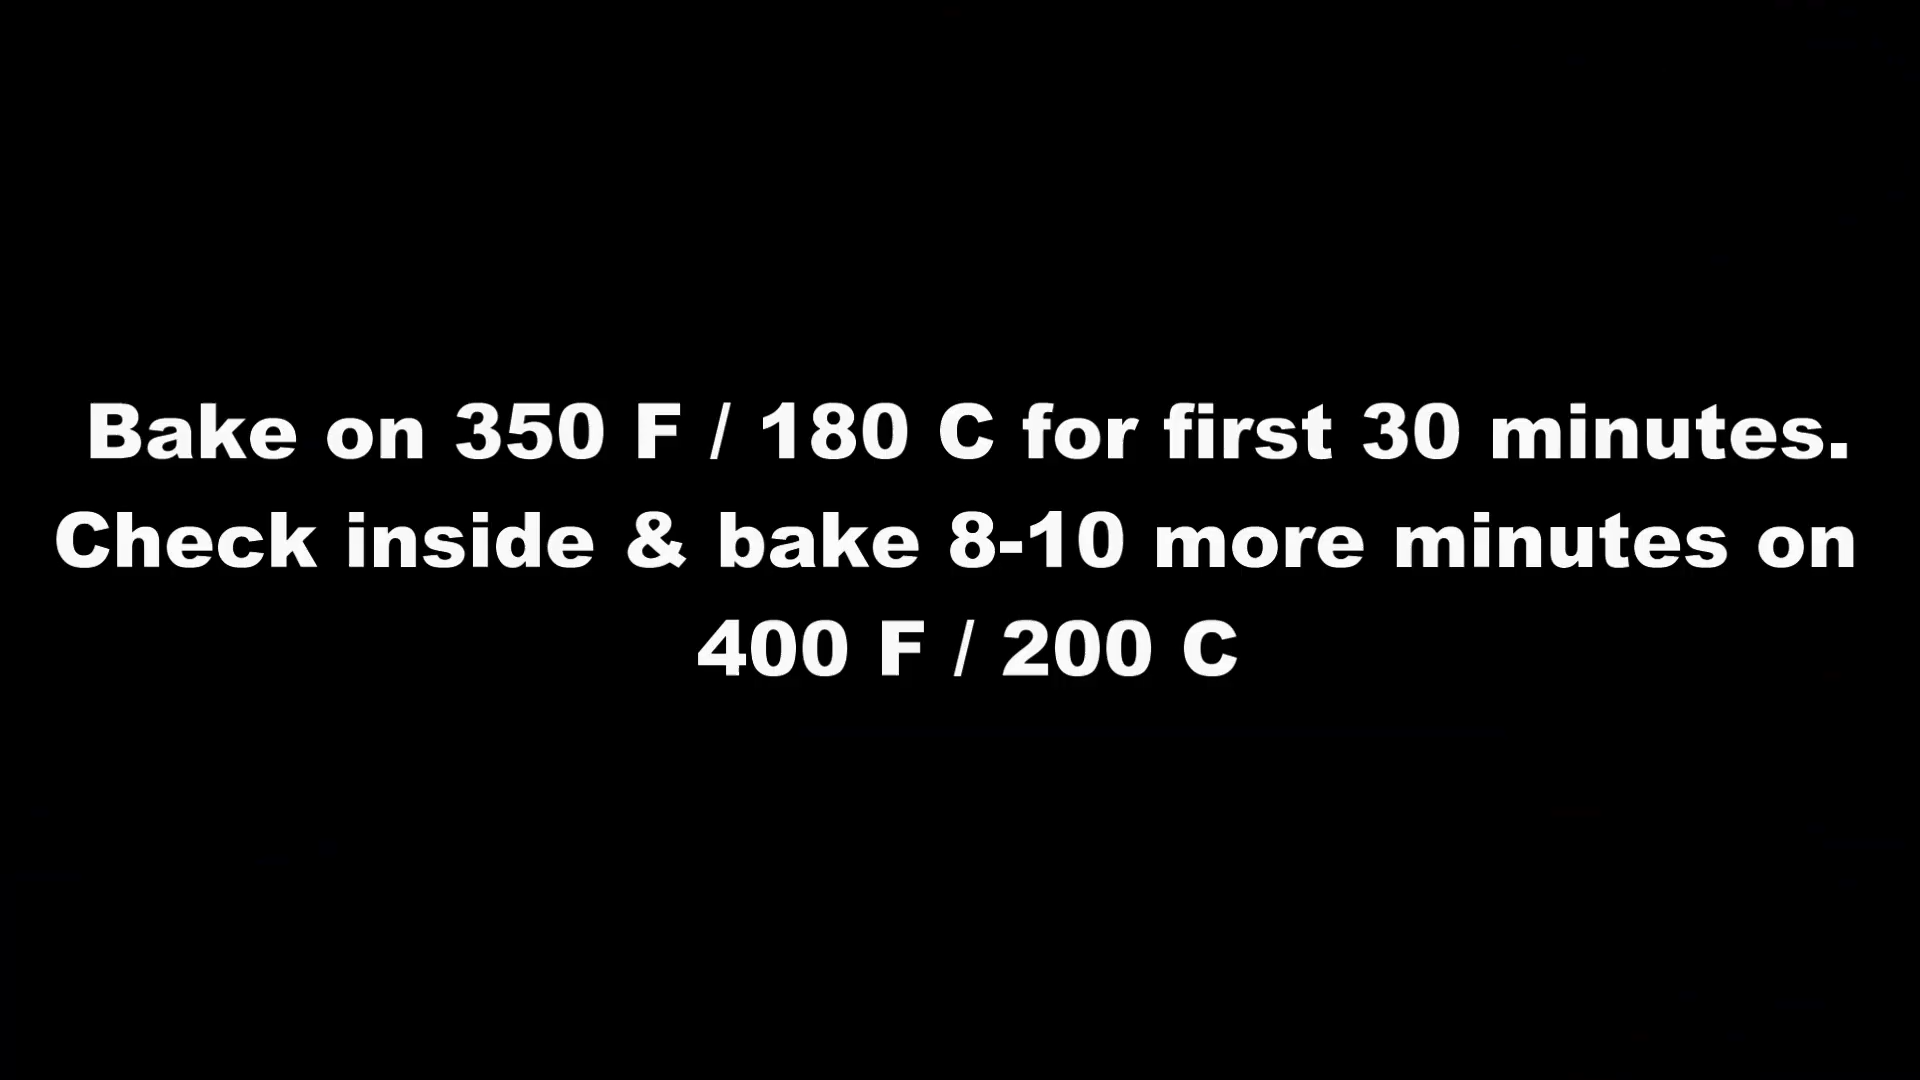 Bake on 350 F / 180 C for first 30 minutes.
Check inside & bake 8-10 more minutes on
400 F / 200 C